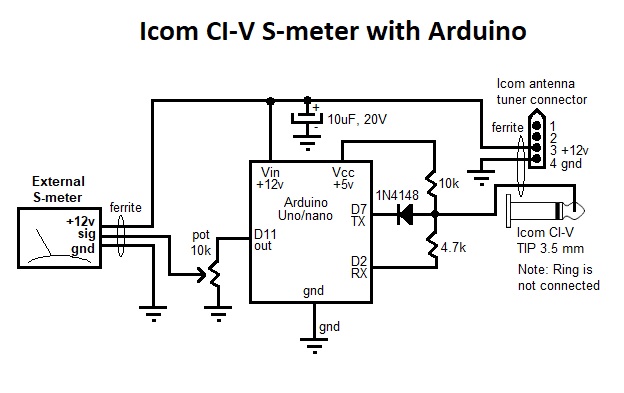 Icom CI-V S-meter with Arduino
Icom antenna
tuner connector
+
10uF, 20V
-
ferrite
1
2
3 +12v
4 gnd
Vin
+12v
Vcc
+5v
External
S-meter
ferrite
Arduino
Uno/nano
1N4148
10k
+12v
sig
gnd
pot
10k
D11
out
D7
TX
4.7k
D2
RX
Icom CI-V
TIP 3.5 mm
Note: Ring is
not connected
gnd
gnd